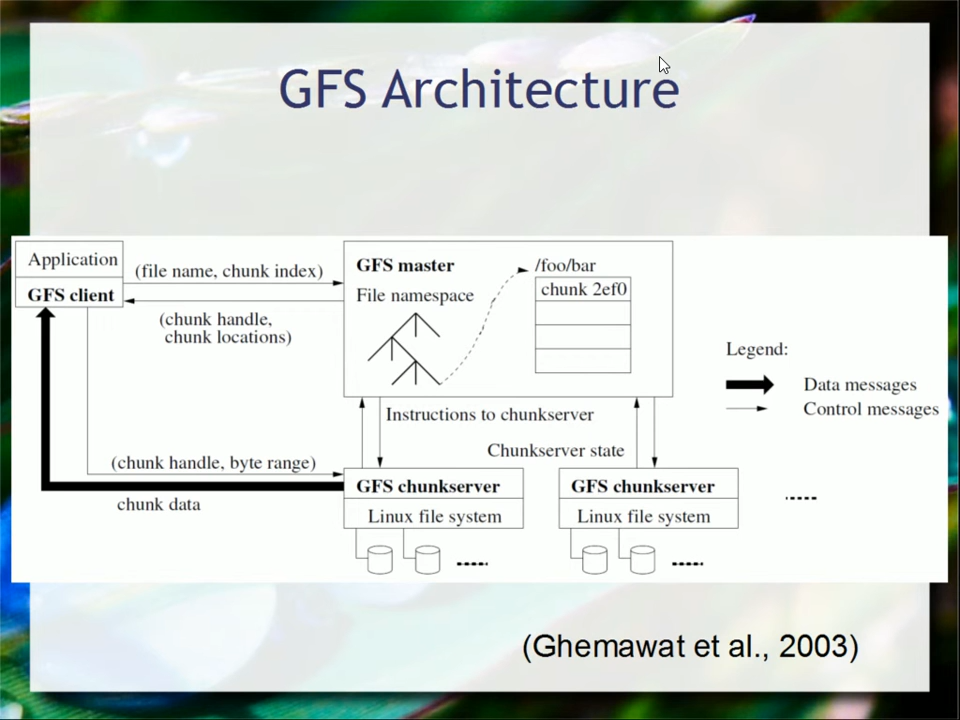 GFS Architecture
Application
GFS client
(file name, chunk index)
(chunk handle,
chunk locations)
GFS master
File namespace
/foo/bar
chunk 2ef0
Legend:
Data messages
Control messages
Instructions to chunkserver
Chunkserver state
(chunk handle, byte range)
chunk data
GFS chunkserver
Linux file system
GFS chunkserver
Linux file system
(Ghemawat et al., 2003)